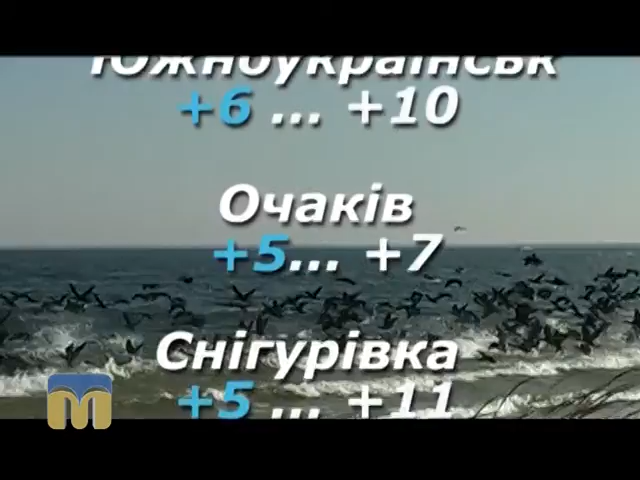 Южноукраїнськ
+6 ... +10
Очаків
+5... +7
Снігурівка
+5 ... +11